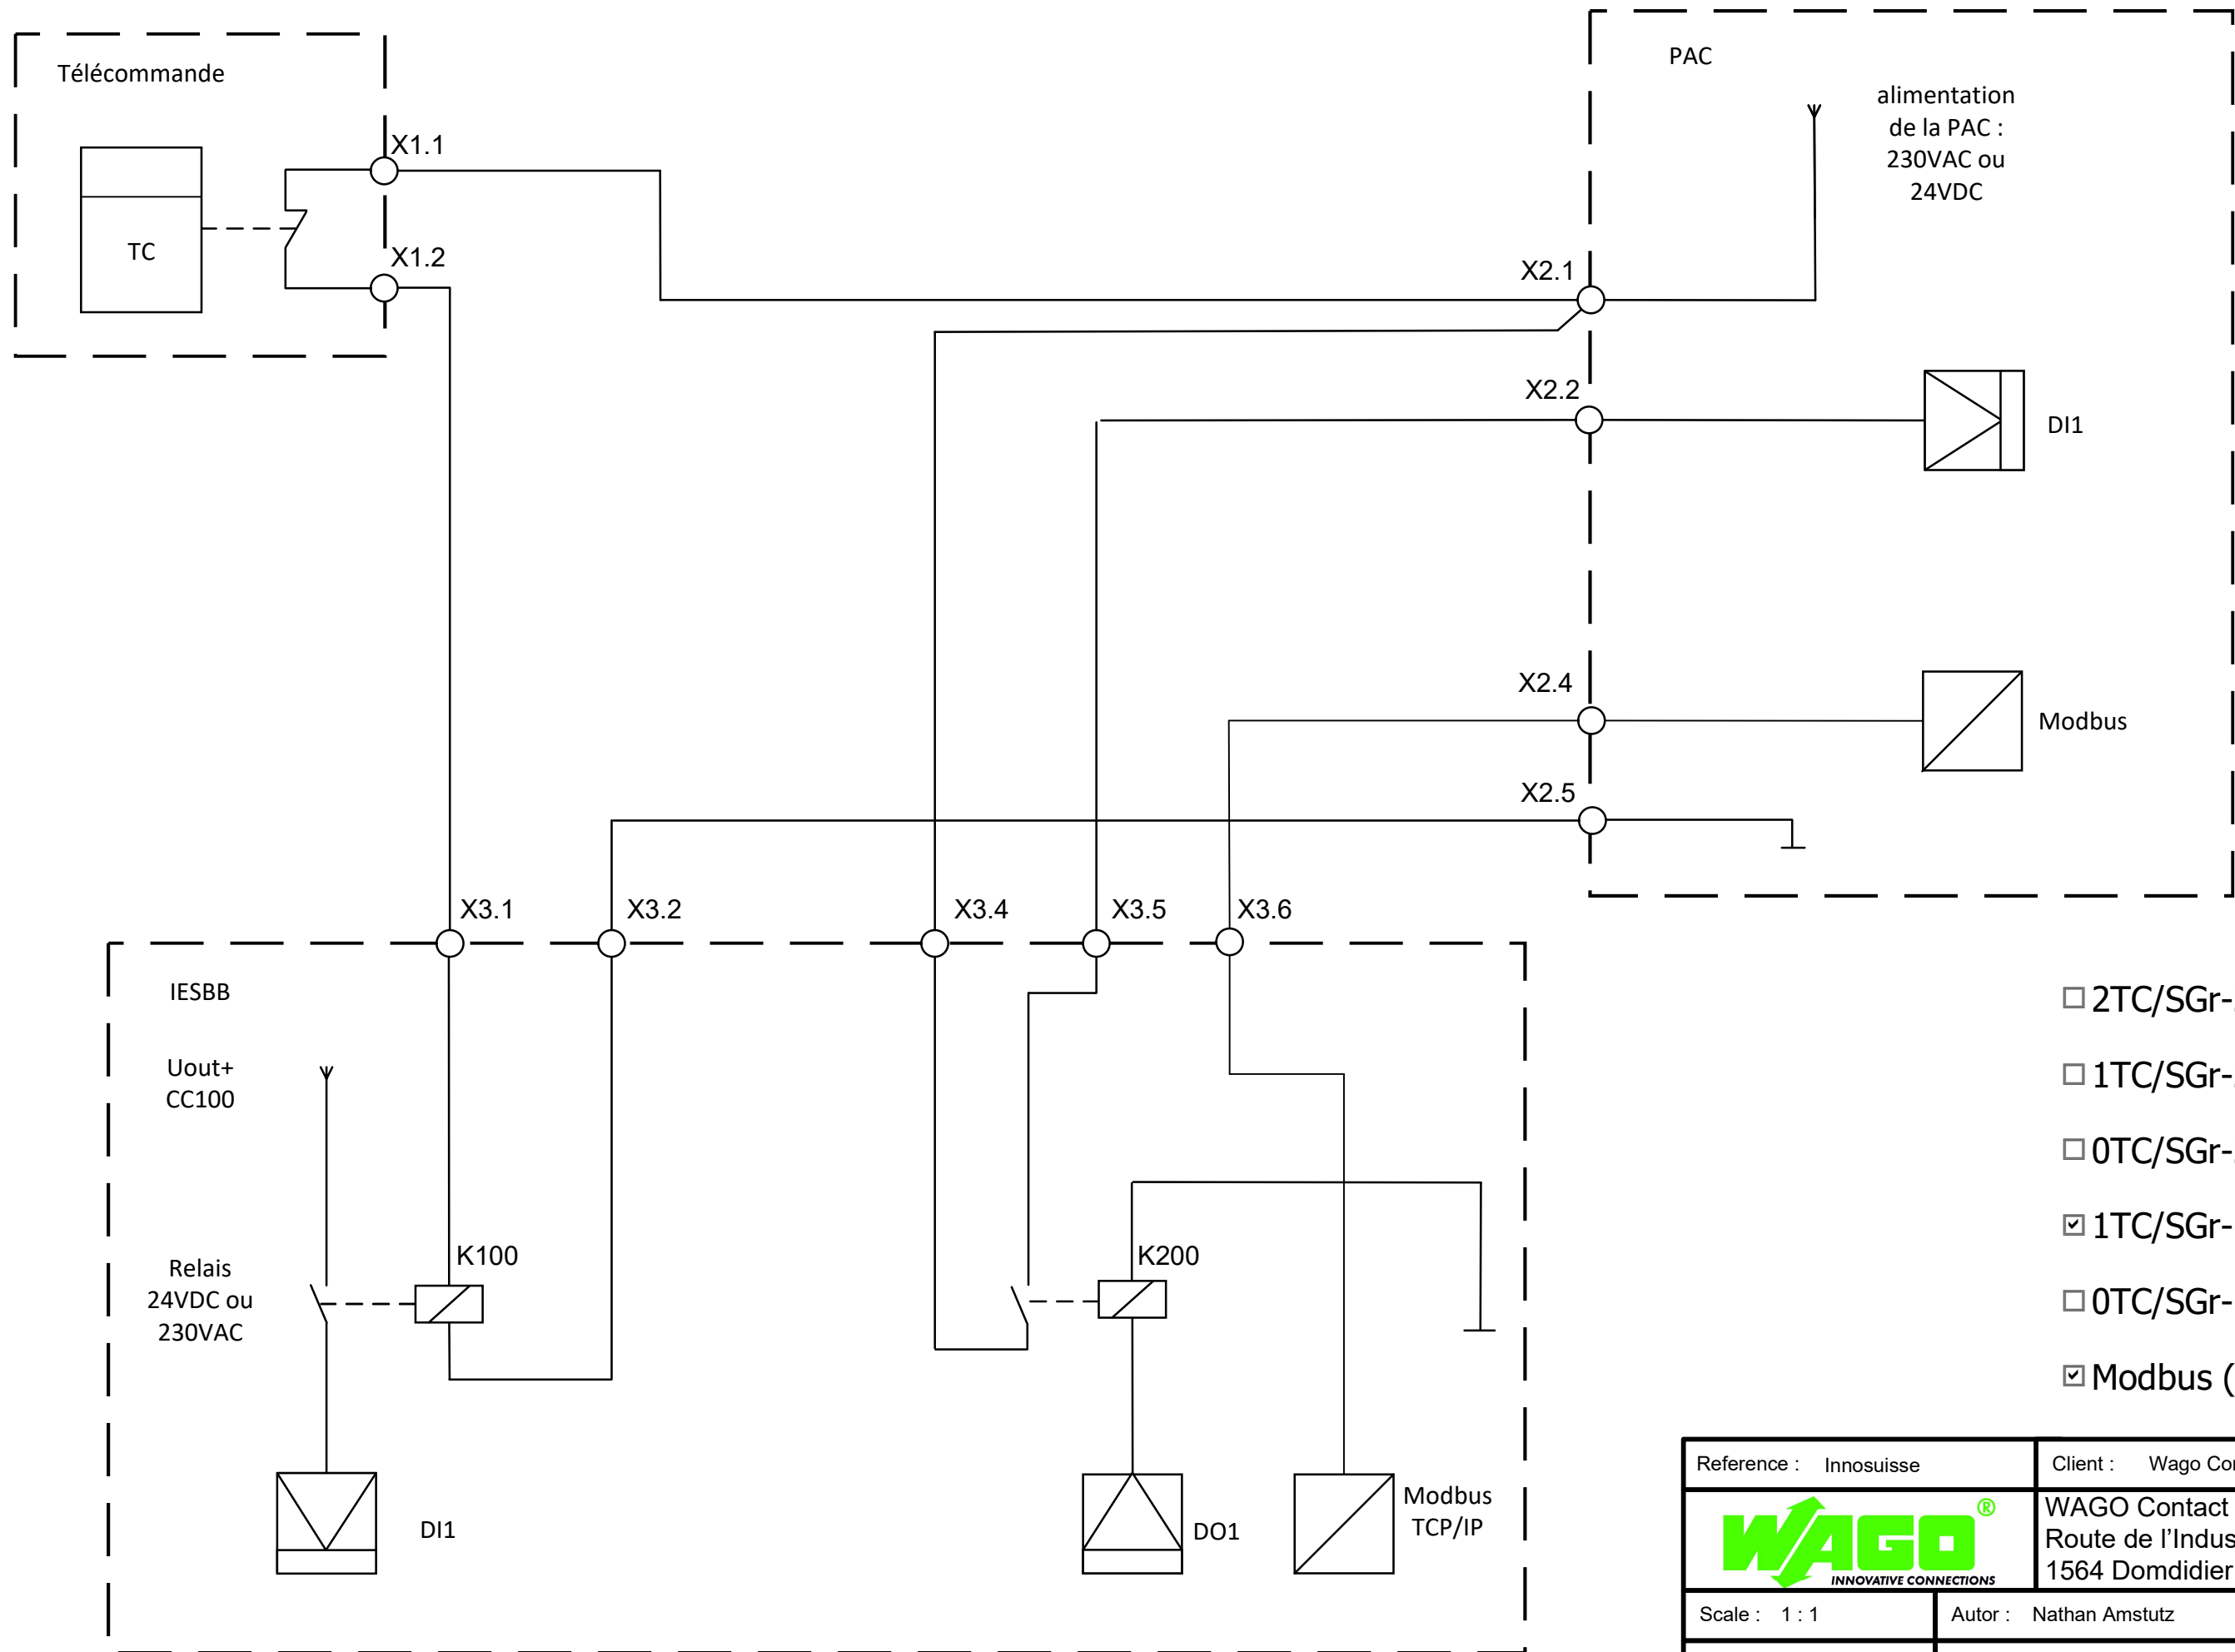 Télécommande
TC
X1.1
X1.2
PAC
alimentation
de la PAC :
230VAC ou
24VDC
X2.1
X2.2
DI1
X2.4
Modbus
X2.5
X3.1
X3.2
X3.4
X3.5
X3.6
IESBB
Uout+
CC100
Relais
24VDC ou
230VAC
K100
K200
DI1
DO1
Modbus
TCP/IP
2TC/SGr-
1TC/SGr-
0TC/SGr-
1TC/SGr-
0TC/SGr-
Modbus (
Reference : Innosuisse
Client : Wago
WAGO ®
INNOVATIVE CONNECTIONS
WAGO Contact
Route de l'Indus
1564 Domdidier
Scale : 1 : 1
Autor : Nathan Amstutz